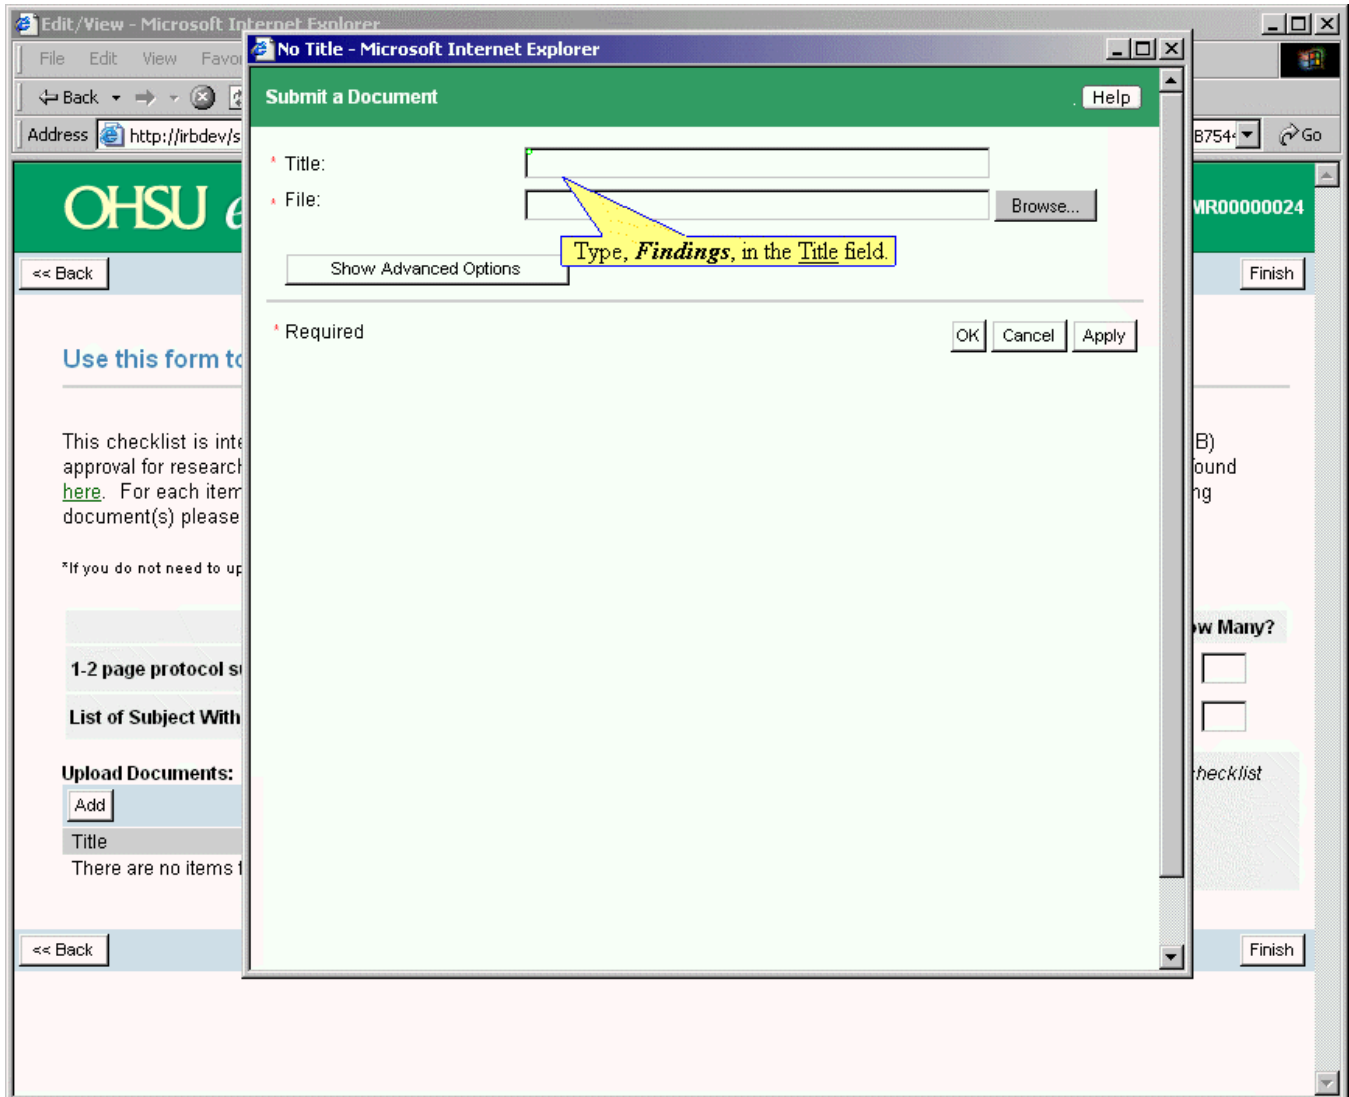 Edit/View - Microsoft Internet Explorer
File Edit View Favo
Back
Address http://irbdev/s B754 Go
OHSU e MR00000024
<< Back Finish
Use this form to
This checklist is inte B)
approval for research ound
here. For each item ng
document(s) please
*If you do not need to up
ow Many?
1-2 page protocol su
List of Subject With
Upload Documents: hecklist
Add
Title
There are no items t
<< Back Finish
No Title - Microsoft Internet Explorer
Submit a Document . Help
* Title:
* File: Browse...
Type, Findings, in the Title field.
Show Advanced Options
* Required OK Cancel Apply